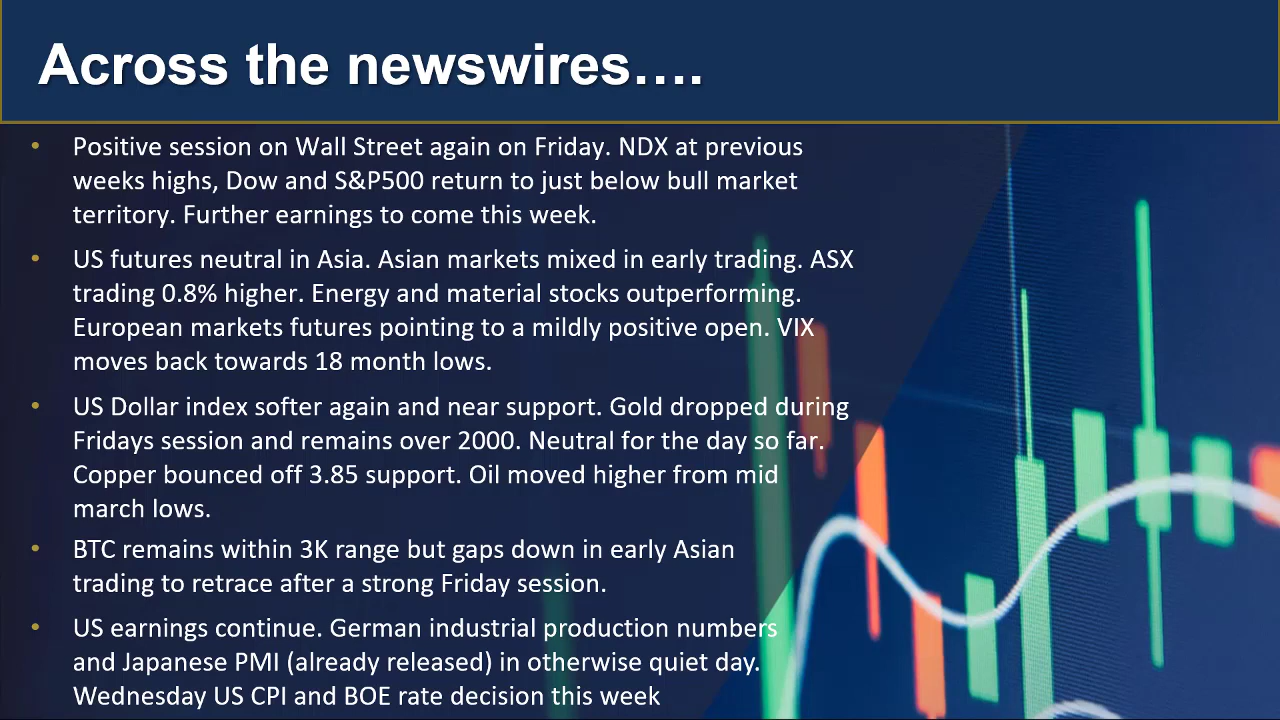 Across the newswires….
• Positive session on Wall Street again on Friday. NDX at previous
weeks highs, Dow and S&P500 return to just below bull market
territory. Further earnings to come this week.
• US futures neutral in Asia. Asian markets mixed in early trading. ASX
trading 0.8% higher. Energy and material stocks outperforming.
European markets futures pointing to a mildly positive open. VIX
moves back towards 18 month lows.
• US Dollar index softer again and near support. Gold dropped during
Fridays session and remains over 2000. Neutral for the day so far.
Copper bounced off 3.85 support. Oil moved higher from mid
march lows.
• BTC remains within 3K range but gaps down in early Asian
trading to retrace after a strong Friday session.
• US earnings continue. German industrial production numbers
and Japanese PMI (already released) in otherwise quiet day.
Wednesday US CPI and BOE rate decision this week